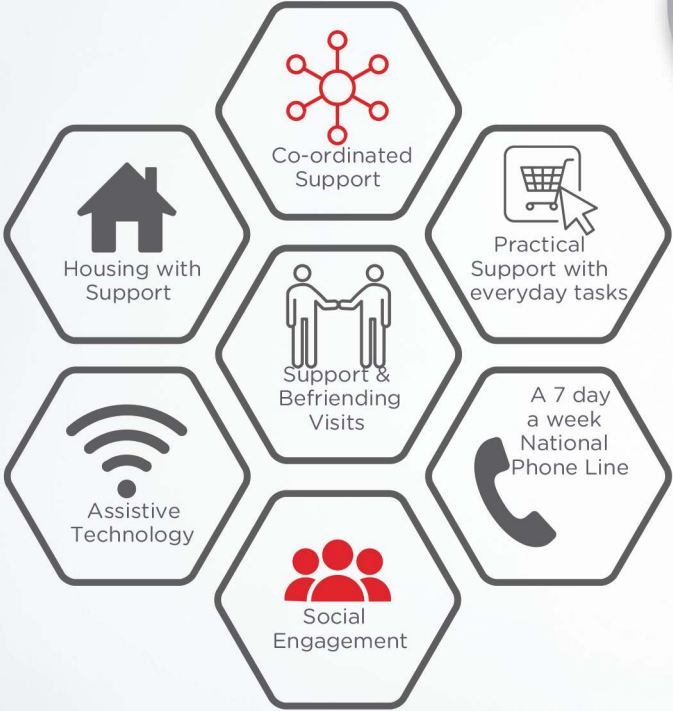 Co-ordinated
Support
Housing with
Support
Practical
Support with
everyday tasks
Support &
Befriending
Visits
Assistive
Technology
A 7 day
a week
National
Phone Line
Social
Engagement